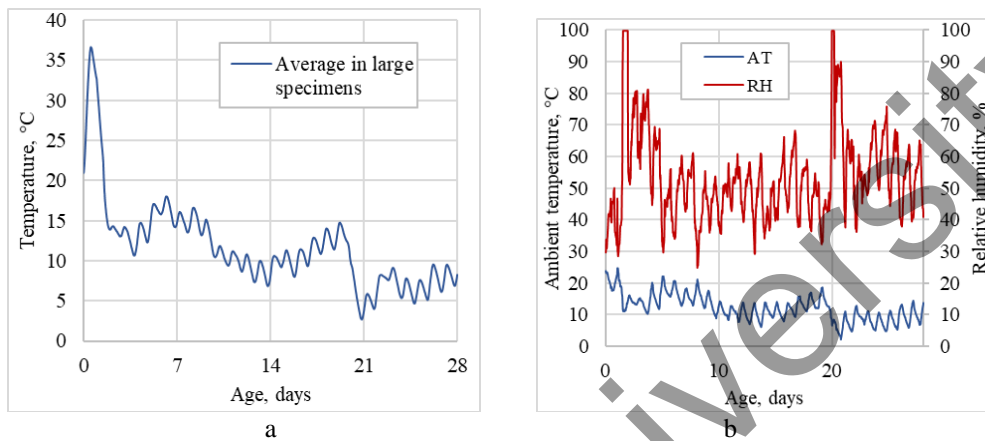 40
35
30
25
20
15
10
5
0
Temperature, °C
Average in large
specimens
0 7 14 21 28
Age, days
a
100
90
80
70
60
50
40
30
20
10
0
Ambient temperature, °C
AT
RH
100
90
80
70
60
50
40
30
20
10
0
Relative humidity, %
0 10 20
Age, days
b
iversit